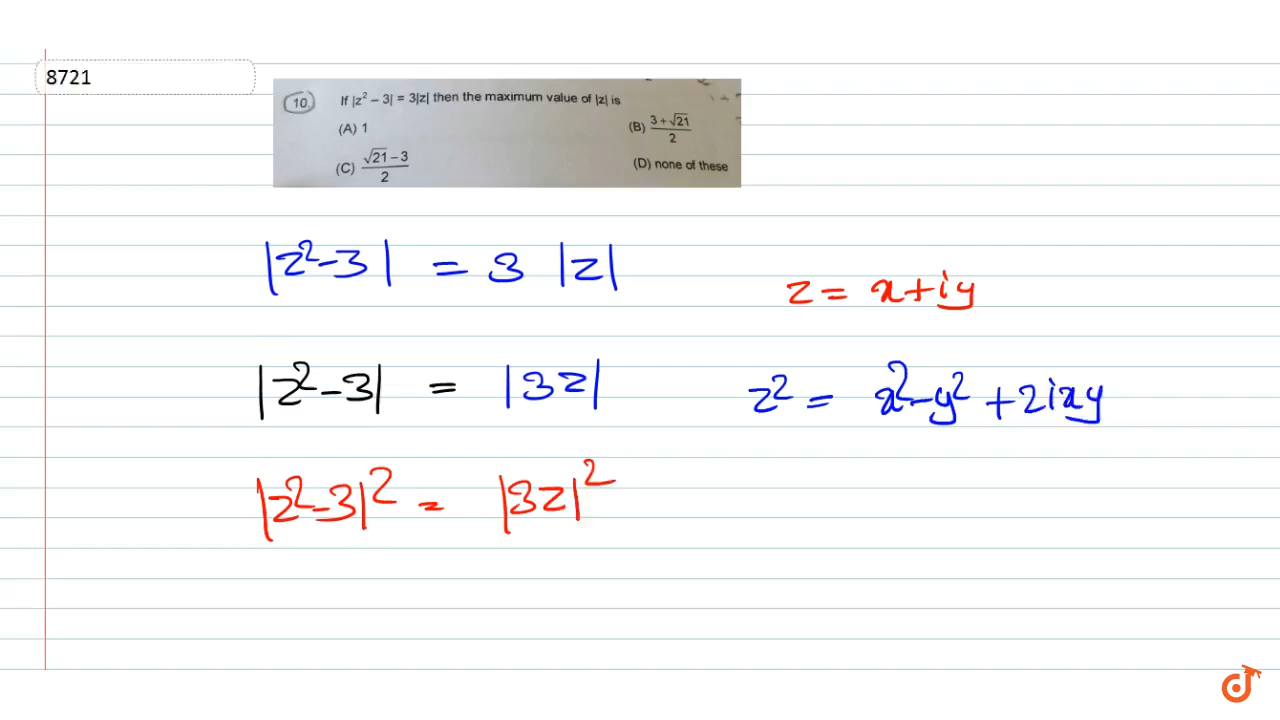 8721
10. If |z² – 3| = 3|z| then the maximum value of |z| is
(A) 1 (B) (3 + √21)/2
(C) (√21 – 3)/2 (D) none of these
|z² – 3| = 3 |z|
z = x + iy
|z² – 3| = |3z|
z² = x² – y² + 2ixy
|z² – 3|² = |3z|²